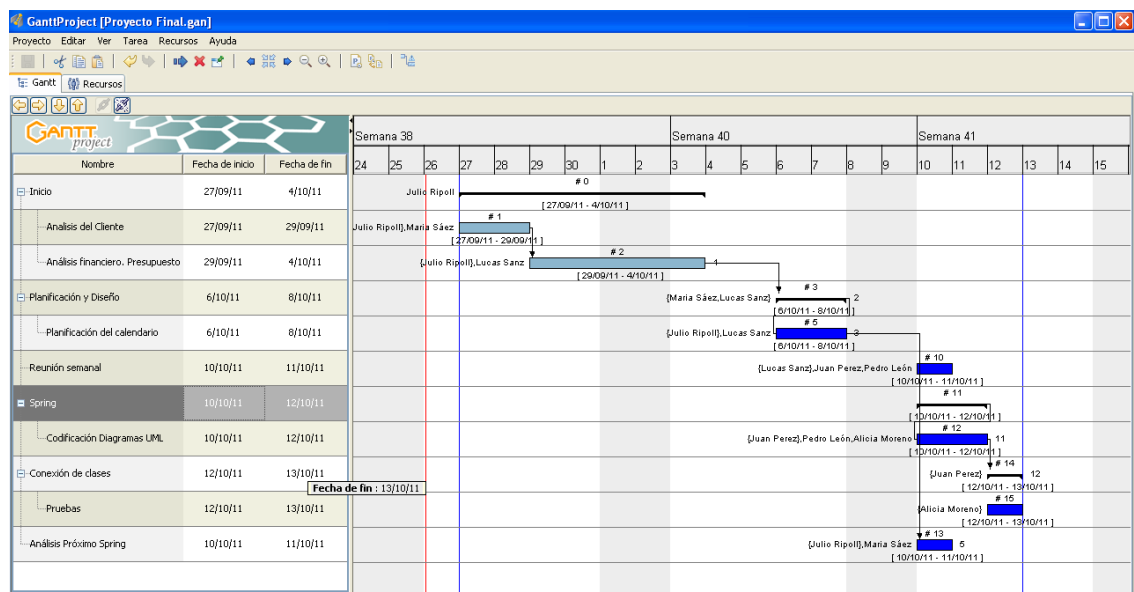 GanttProject [Proyecto Final.gan]
Proyecto Editar Ver Tarea Recursos Ayuda
Gantt Recursos
GANTT project
Semana 38 Semana 40 Semana 41
Nombre Fecha de inicio Fecha de fin 24 25 26 27 28 29 30 1 2 3 4 5 6 7 8 9 10 11 12 13 14 15
# 0
Inicio 27/09/11 4/10/11 Julio Ripoll
[ 27/09/11 - 4/10/11 ]
# 1
Analisis del Cliente 27/09/11 29/09/11 Julio Ripoll},Maria Sáez
[ 27/09/11 - 29/09/11 ]
# 2
Análisis financiero. Presupuesto 29/09/11 4/10/11 {Julio Ripoll},Lucas Sanz 1
[ 29/09/11 - 4/10/11 ]
# 3
Planificación y Diseño 6/10/11 8/10/11 {Maria Sáez,Lucas Sanz} 2
[ 6/10/11 - 8/10/11 ]
# 5
Planificación del calendario 6/10/11 8/10/11 {Julio Ripoll},Lucas Sanz 3
[ 6/10/11 - 8/10/11 ]
# 10
Reunión semanal 10/10/11 11/10/11 {Lucas Sanz},Juan Perez,Pedro León
[ 10/10/11 - 11/10/11 ]
# 11
Spring 10/10/11 12/10/11
[ 10/10/11 - 12/10/11 ]
# 12
Codificación Diagramas UML 10/10/11 12/10/11 {Juan Perez},Pedro León,Alicia Moreno 11
[ 10/10/11 - 12/10/11 ]
# 14
Conexión de clases 12/10/11 13/10/11 {Juan Perez} 12
Fecha de fin : 13/10/11 [ 12/10/11 - 13/10/11 ]
# 15
Pruebas 12/10/11 13/10/11 {Alicia Moreno}
[ 12/10/11 - 13/10/11 ]
# 13
Análisis Próximo Spring 10/10/11 11/10/11 {Julio Ripoll},Maria Sáez 5
[ 10/10/11 - 11/10/11 ]